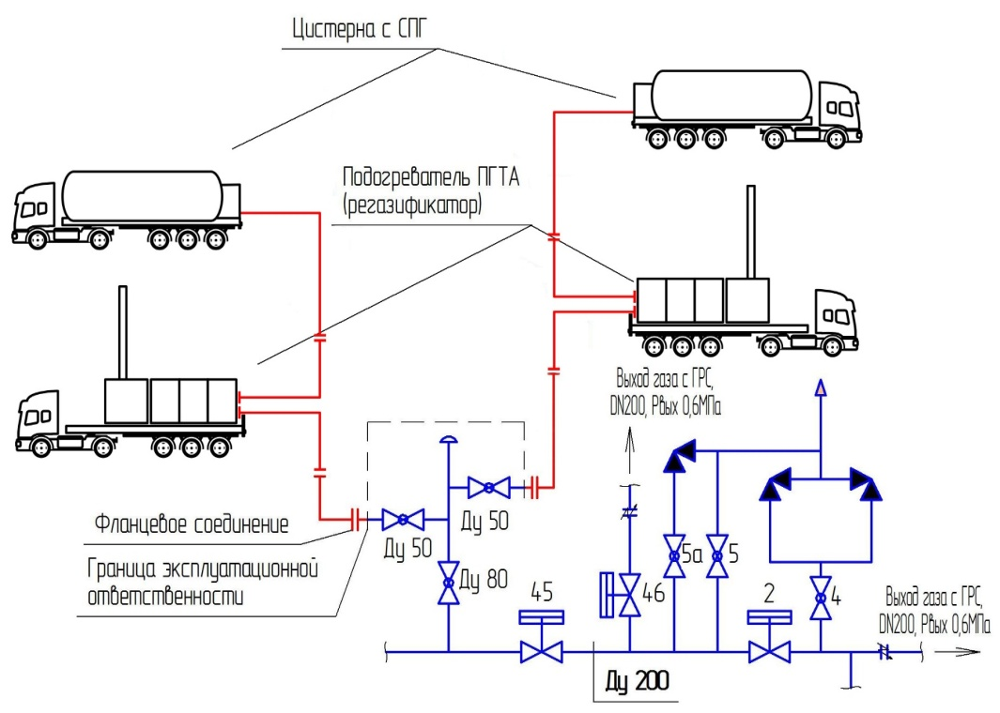 Цистерна с СПГ
Подогреватель ПГТА
(регазификатор)
Выход газа с ГРС,
DN200, Рвых 0,6МПа
Фланцевое соединение
Граница эксплуатационной
ответственности
Ду 50
Ду 50
Ду 80
45
46
5а
5
2
4
Выход газа с ГРС,
DN200, Рвых 0,6МПа
Ду 200